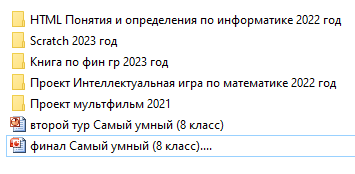 HTML Понятия и определения по информатике 2022 год
Scratch 2023 год
Книга по фин гр 2023 год
Проект Интеллектуальная игра по математике 2022 год
Проект мультфильм 2021
второй тур Самый умный (8 класс)
финал Самый умный (8 класс)....